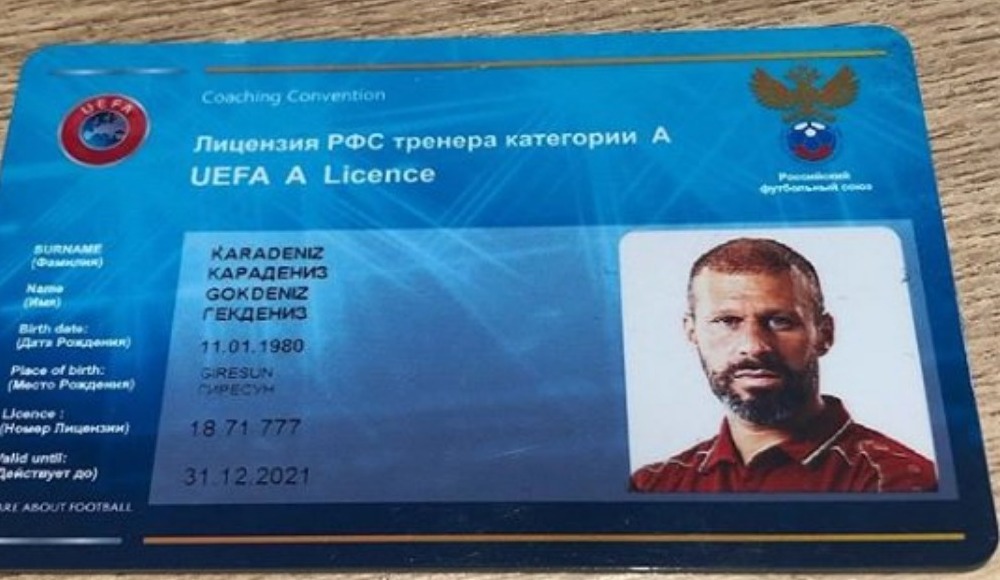 UEFA
Coaching Convention
Лицензия РФС тренера категории A
UEFA A Licence
Российский
футбольный союз
SURNAME
(Фамилия)
KARADENIZ
КАРАДЕНИЗ
Name
(Имя)
GOKDENIZ
ГЕКДЕНИЗ
Birth date:
(Дата Рождения)
11.01.1980
Place of birth:
(Место Рождения)
GIRESUN
ГИРЕСУН
Licence :
(Номер Лицензии)
18 71 777
Valid until:
Действует до)
31.12.2021
ABOUT FOOTBALL